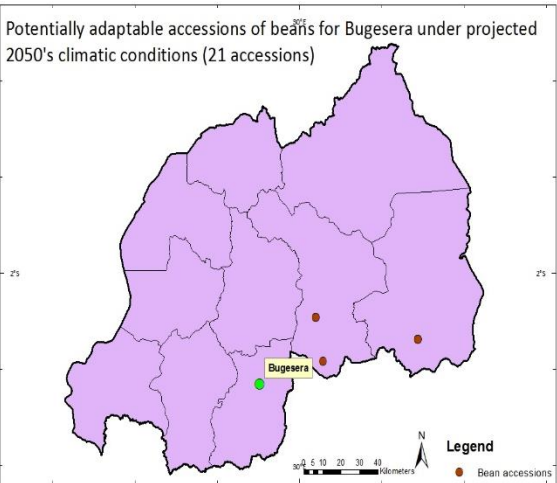 Potentially adaptable accessions of beans for Bugesera under projected
30°E
2050's climatic conditions (21 accessions)
2°S
2°S
Bugesera
N
Legend
30°E
0 5 10 20 30 40
Kilometers
Bean accessions